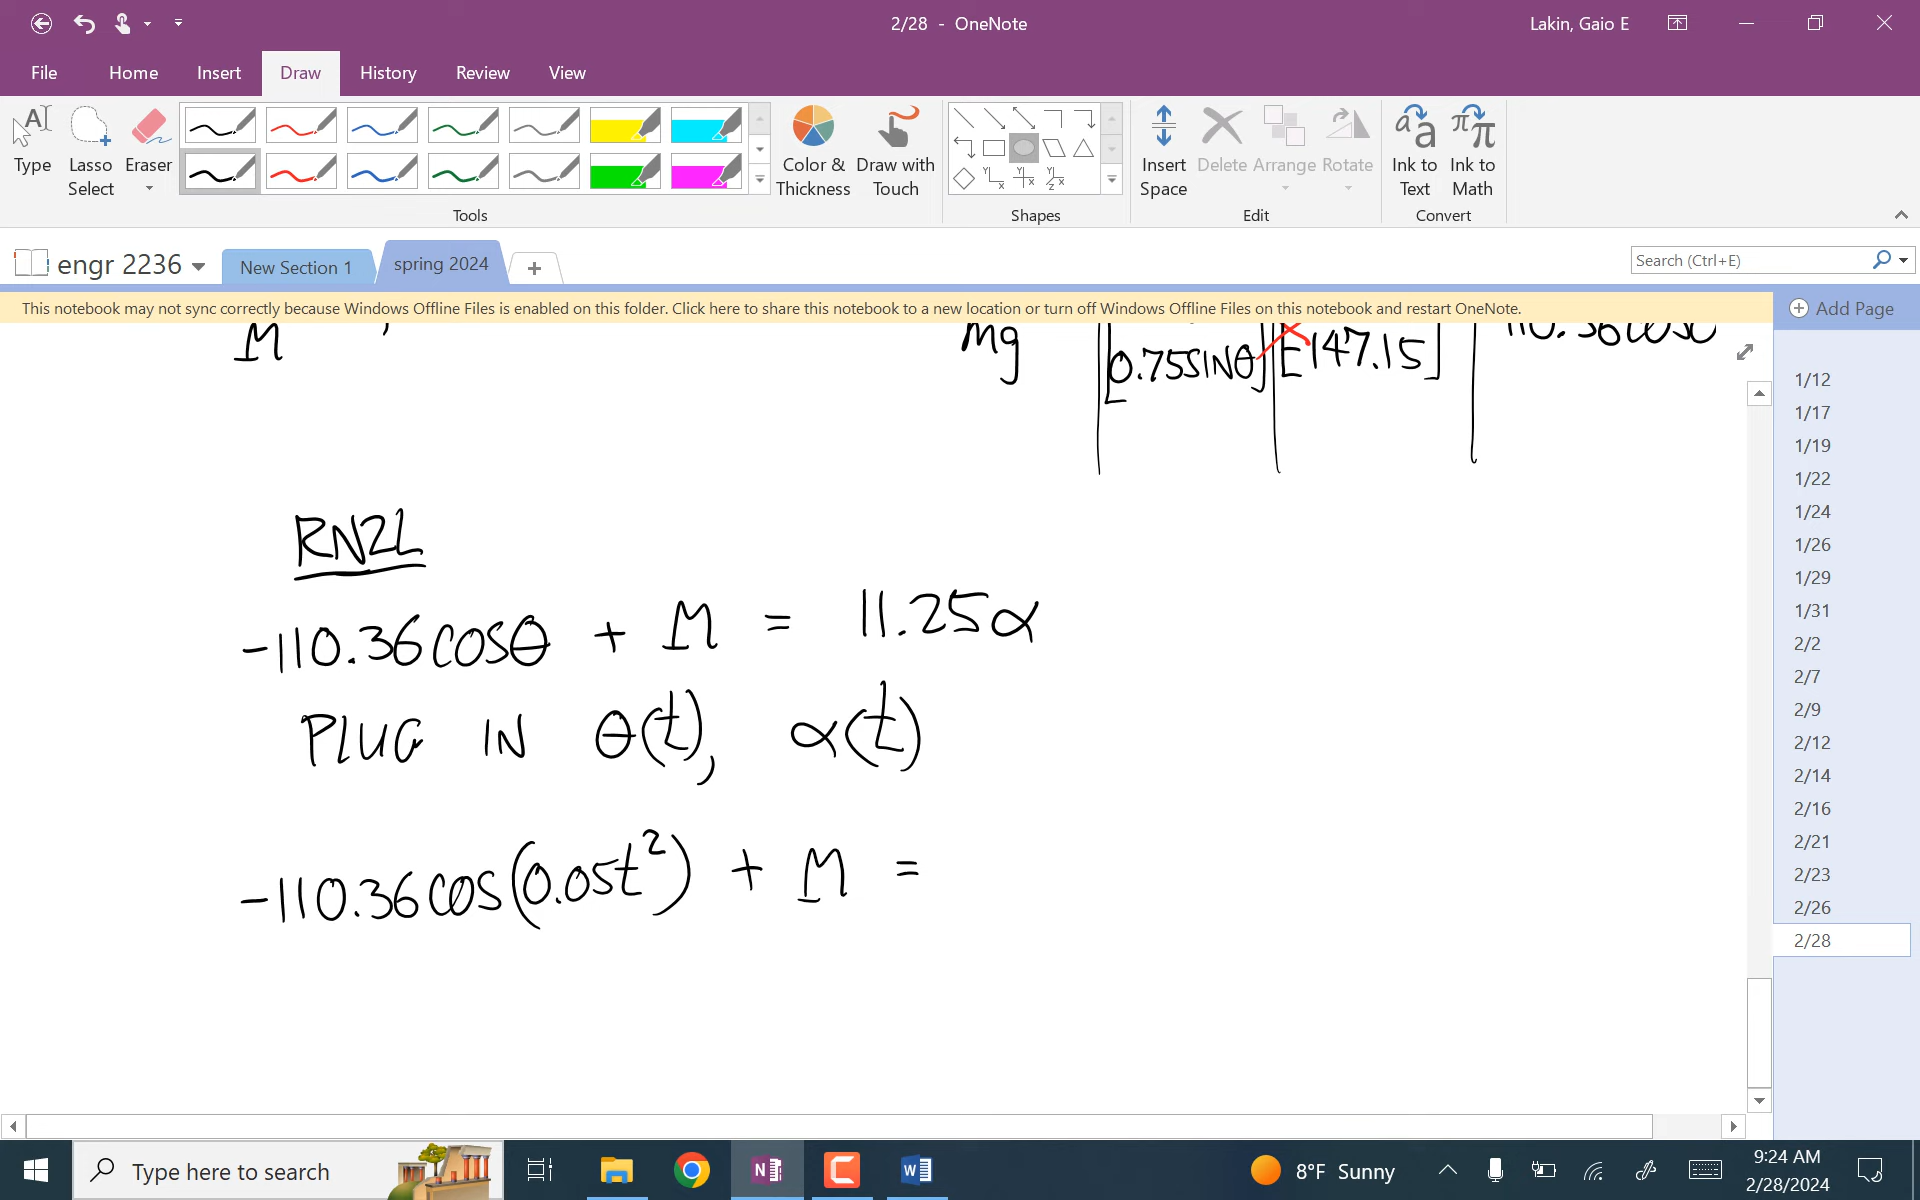 2/28 - OneNote
Lakin, Gaio E
File Home Insert Draw History Review View
Type
Lasso Select
Eraser
Color & Thickness
Draw with Touch
Insert Space
Delete
Arrange
Rotate
Ink to Text
Ink to Math
Tools
Shapes
Edit
Convert
engr 2236
New Section 1
spring 2024
Search (Ctrl+E)
This notebook may not sync correctly because Windows Offline Files is enabled on this folder. Click here to share this notebook to a new location or turn off Windows Offline Files on this notebook and restart OneNote.
Add Page
M
Mg
0.75SINθ] [147.15]
110.36cosθ
RN2L
-110.36cosθ + M = 11.25α
PLUG IN θ(t), α(t)
-110.36cos(0.05t²) + M =
1/12
1/17
1/19
1/22
1/24
1/26
1/29
1/31
2/2
2/7
2/9
2/12
2/14
2/16
2/21
2/23
2/26
2/28
Type here to search
8°F Sunny
9:24 AM
2/28/2024